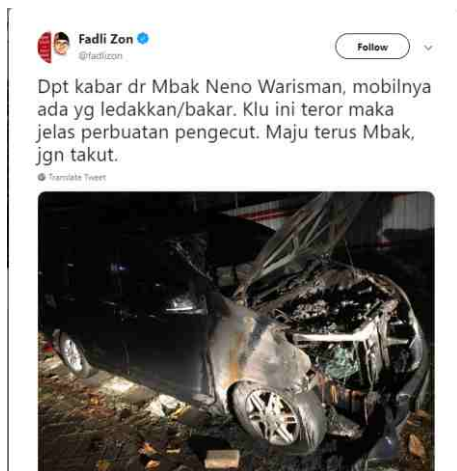 Fadli Zon
@fadlizon
Follow
Dpt kabar dr Mbak Neno Warisman, mobilnya
ada yg ledakkan/bakar. Klu ini teror maka
jelas perbuatan pengecut. Maju terus Mbak,
jgn takut.
Translate Tweet